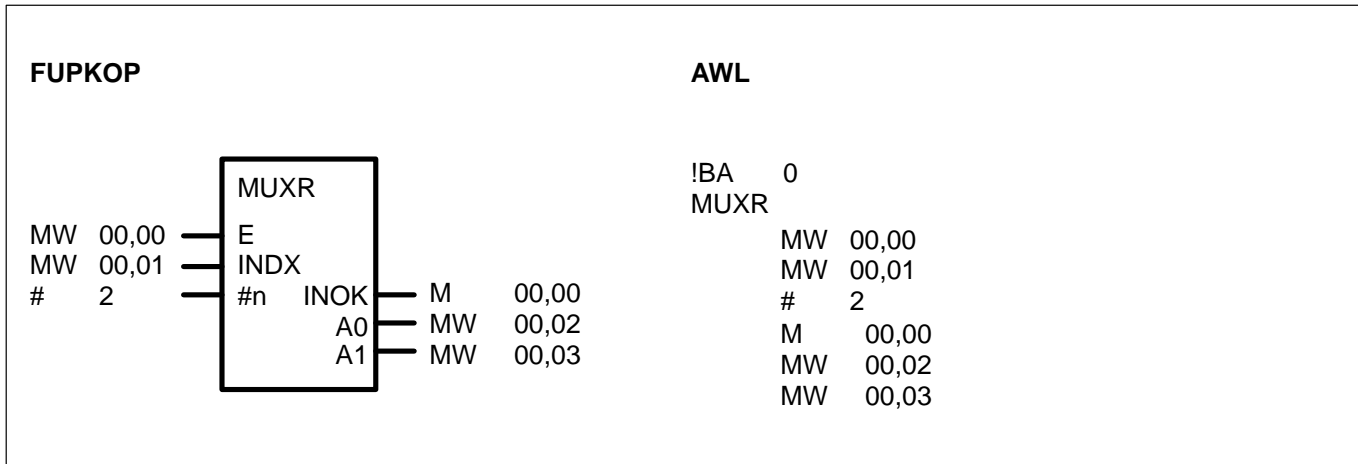 FUPKOP
MUXR
MW 00,00 E
MW 00,01 INDX
# 2 #n INOK M 00,00
A0 MW 00,02
A1 MW 00,03
AWL
!BA 0
MUXR
MW 00,00
MW 00,01
# 2
M 00,00
MW 00,02
MW 00,03